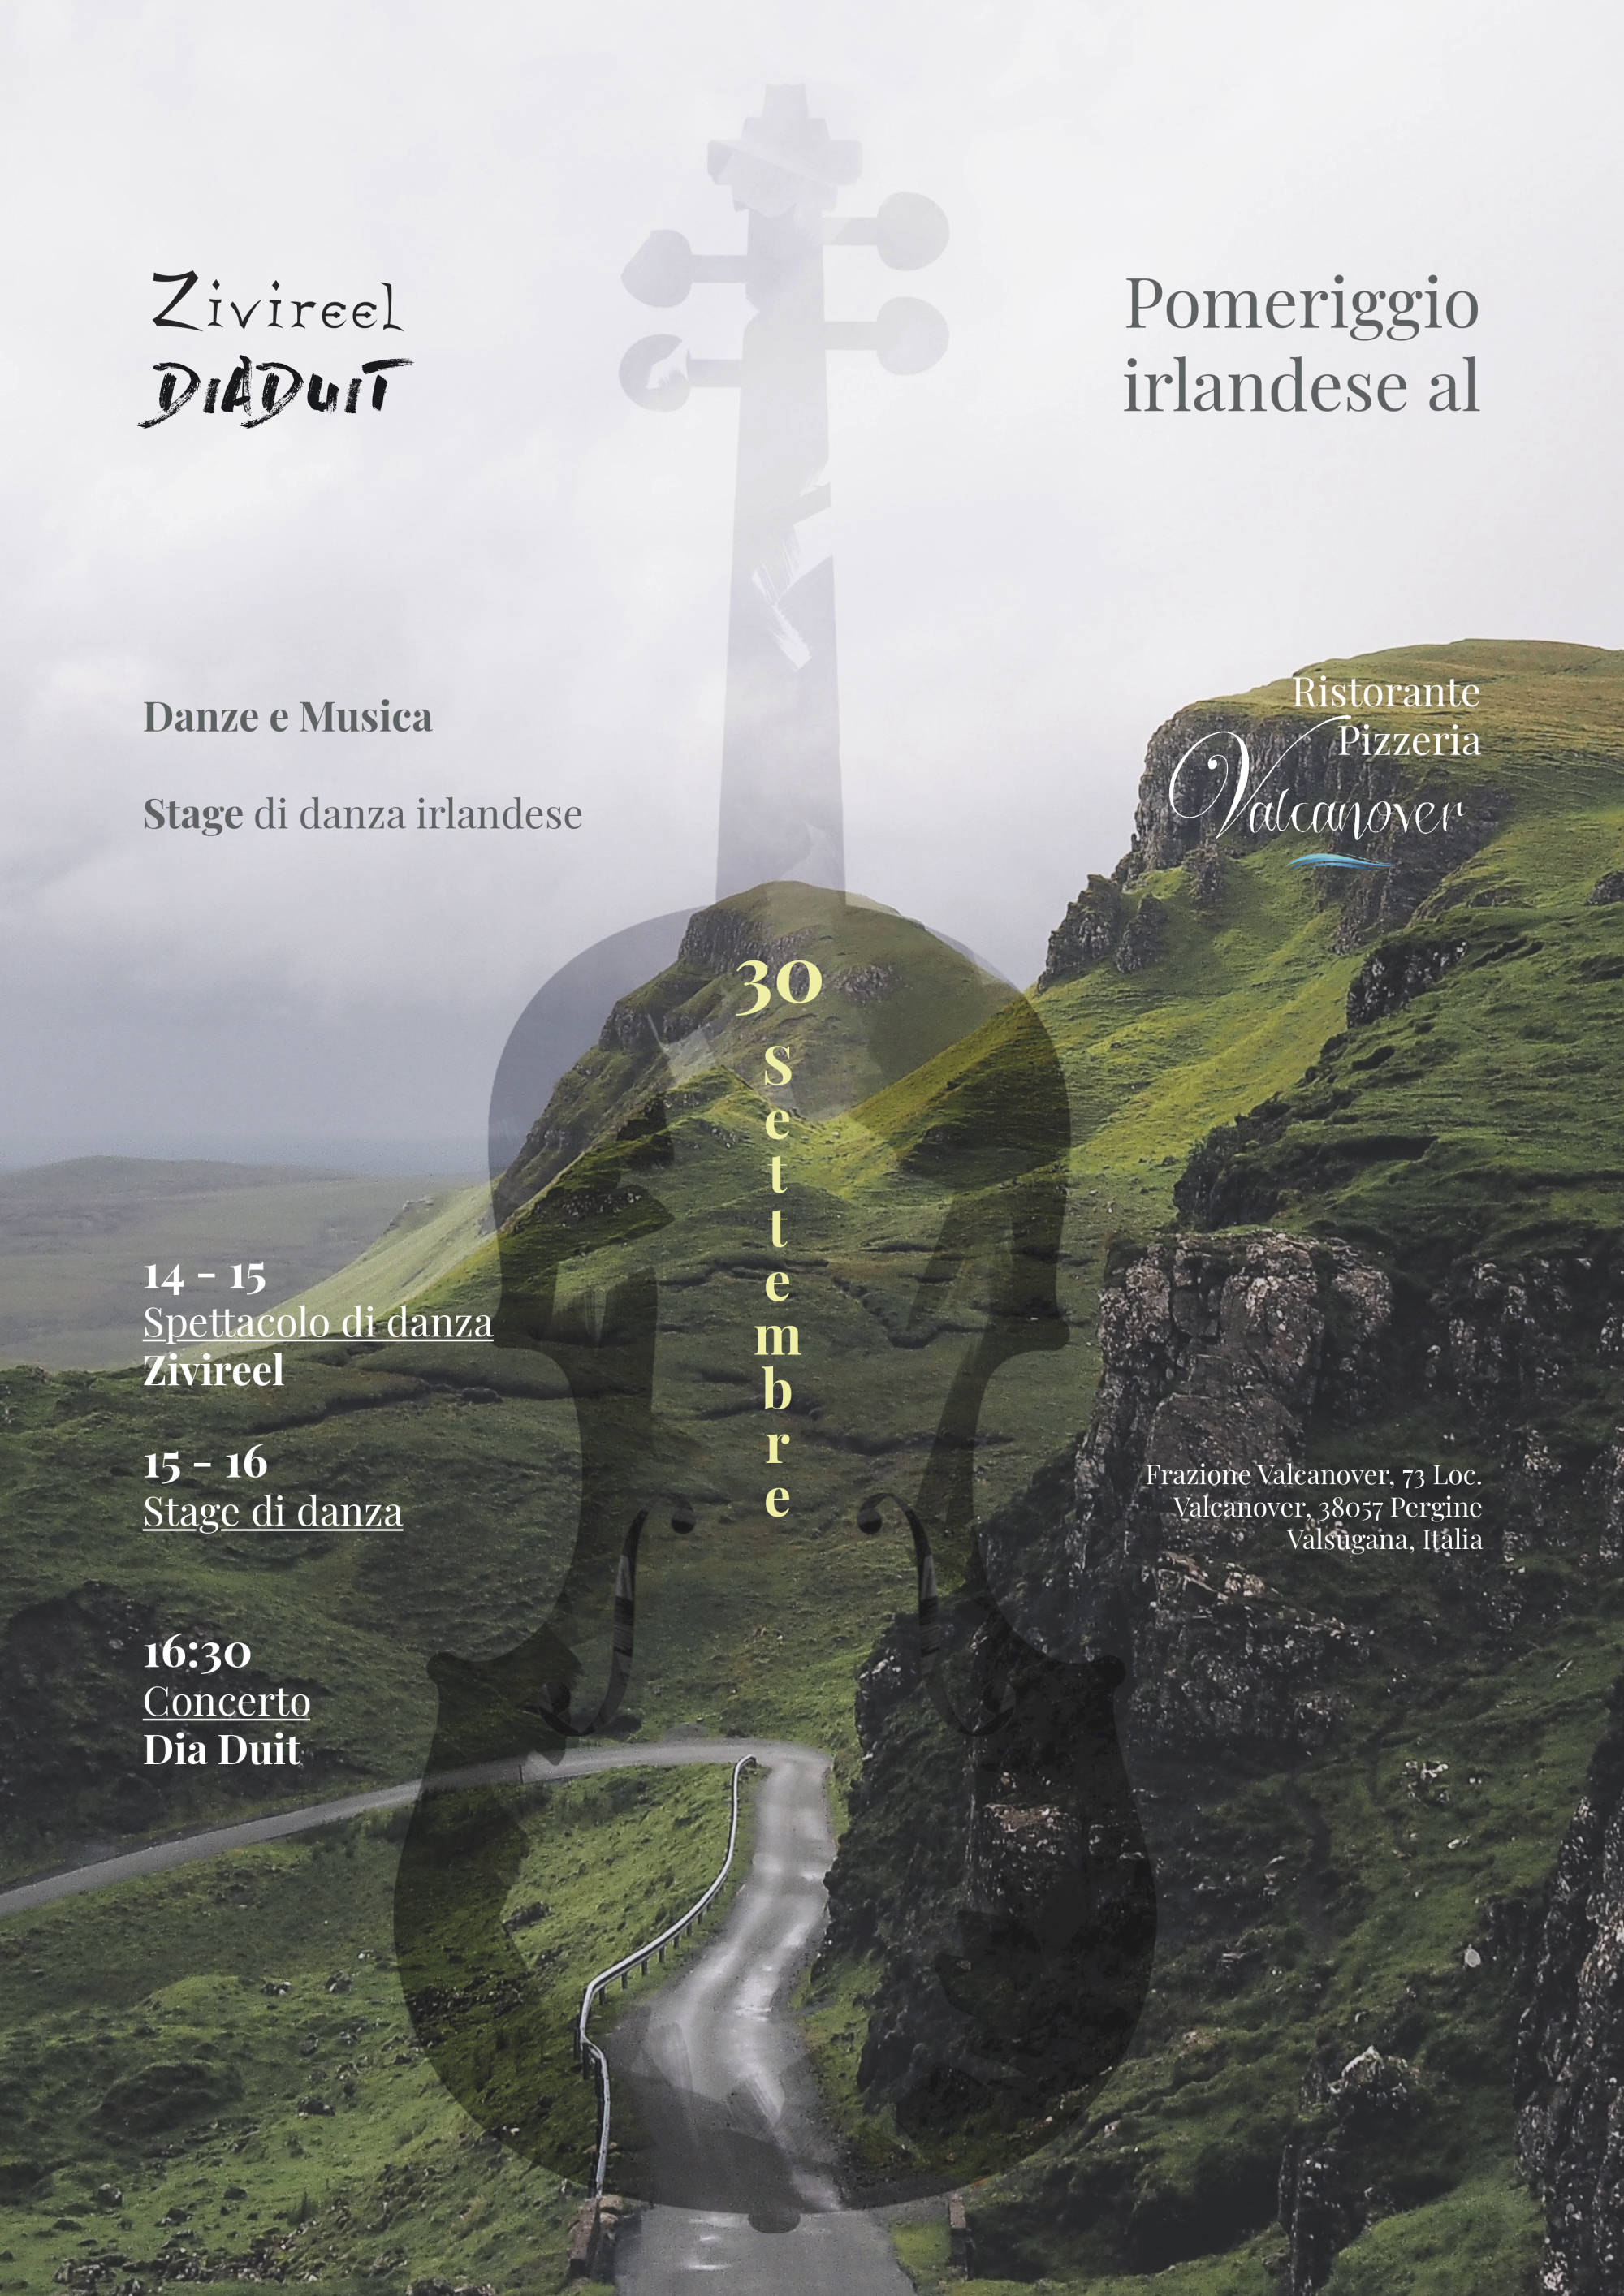 Zivireel
DIADUIT
Pomeriggio
irlandese al
Danze e Musica
Stage di danza irlandese
Ristorante
Pizzeria
Valcanover
30
settembre
14 - 15
Spettacolo di danza
Zivireel
15 - 16
Stage di danza
16:30
Concerto
Dia Duit
Frazione Valcanover, 73 Loc.
Valcanover, 38057 Pergine
Valsugana, Italia